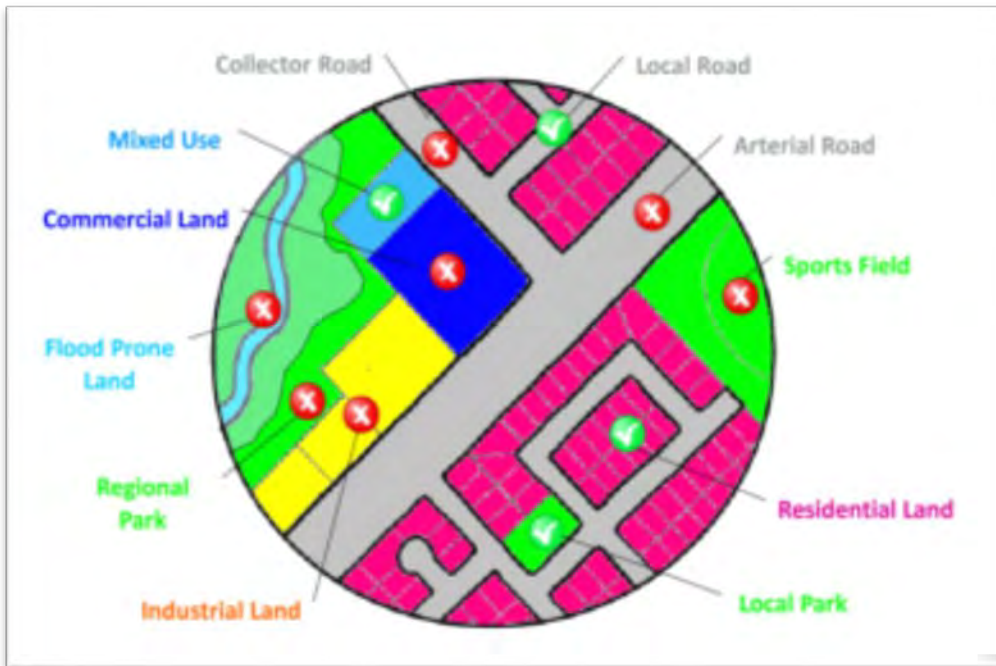 Collector Road
Local Road
Mixed Use
Arterial Road
Commercial Land
Sports Field
Flood Prone
Land
Regional
Park
Residential Land
Industrial Land
Local Park